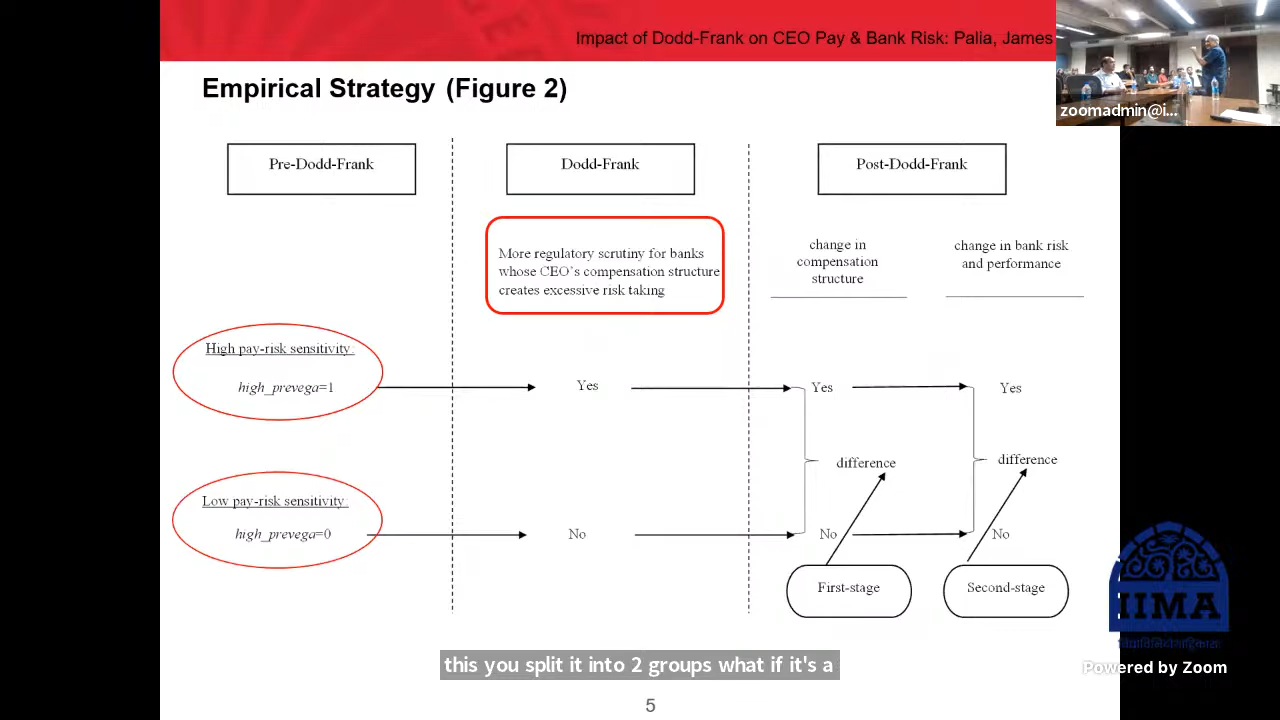 Impact of Dodd-Frank on CEO Pay & Bank Risk: Palia, James
zoomadmin@i...
Empirical Strategy (Figure 2)
Pre-Dodd-Frank
Dodd-Frank
Post-Dodd-Frank
More regulatory scrutiny for banks
whose CEO's compensation structure
creates excessive risk taking
change in
compensation
structure
change in bank risk
and performance
High pay-risk sensitivity:
high_prevega=1
Yes
Yes
Yes
difference
difference
Low pay-risk sensitivity:
high_prevega=0
No
No
No
First-stage
Second-stage
IIMA
this you split it into 2 groups what if it's a
Powered by Zoom
5